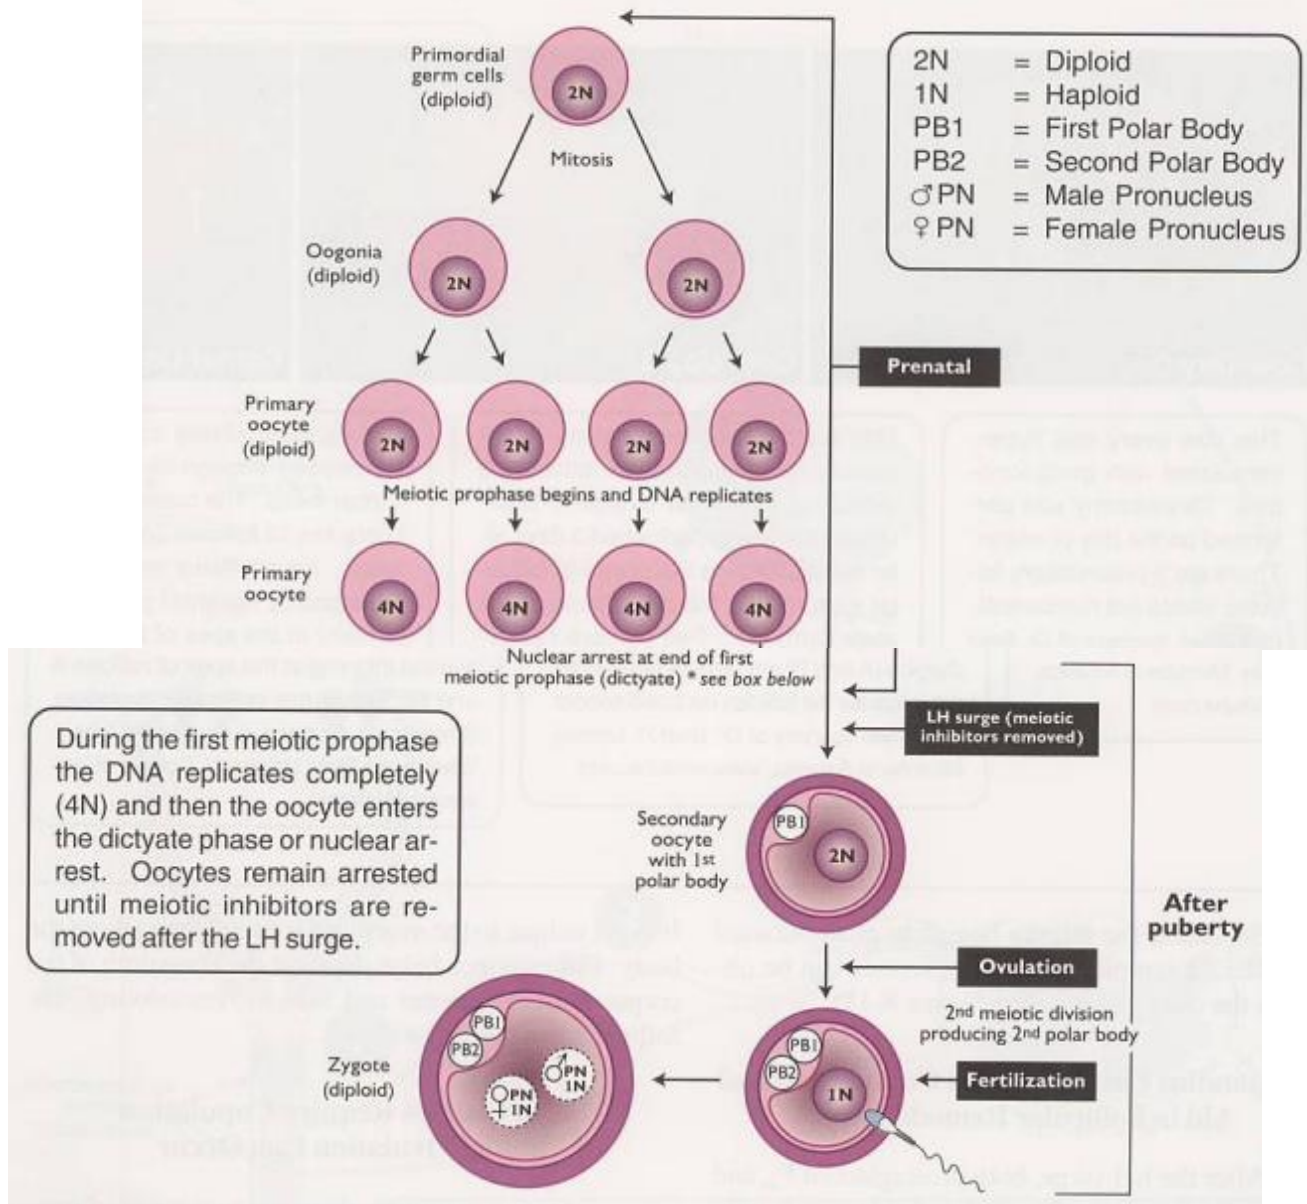 Primordial
germ cells
(diploid)
2N
Mitosis
2N = Diploid
1N = Haploid
PB1 = First Polar Body
PB2 = Second Polar Body
♂PN = Male Pronucleus
♀PN = Female Pronucleus
Oogonia
(diploid)
2N
2N
Prenatal
Primary
oocyte
(diploid)
2N
2N
2N
2N
Meiotic prophase begins and DNA replicates
Primary
oocyte
4N
4N
4N
4N
Nuclear arrest at end of first
meiotic prophase (dictyate) * see box below
LH surge (meiotic
inhibitors removed)
During the first meiotic prophase
the DNA replicates completely
(4N) and then the oocyte enters
the dictyate phase or nuclear ar-
rest. Oocytes remain arrested
until meiotic inhibitors are re-
moved after the LH surge.
Secondary
oocyte
with 1st
polar body
PB1
2N
After
puberty
Ovulation
2nd meiotic division
producing 2nd polar body
Fertilization
PB1
PB2
1N
Zygote
(diploid)
PB1
PB2
♂PN
1N
♀PN
1N